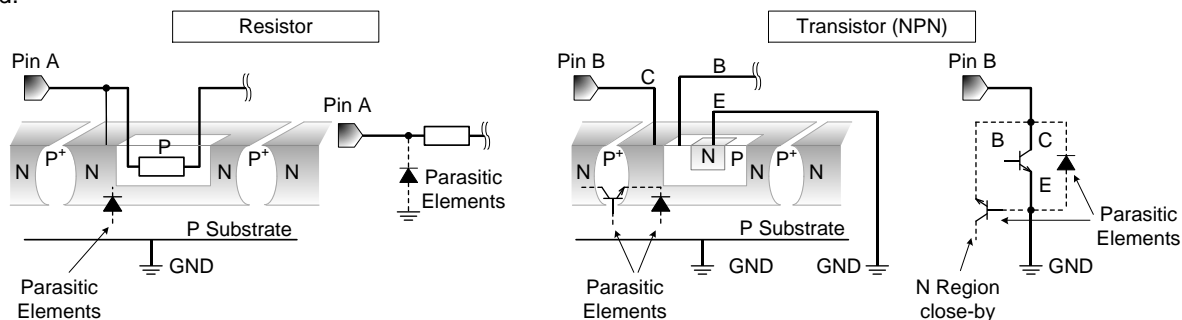 d.
Resistor
Transistor (NPN)
Pin A
Pin A
P
N P+ N N P+ N
Parasitic
Elements
P Substrate
GND
Parasitic
Elements
Pin B
C
B
E
N P+ N P N P+ N
P Substrate
GND
GND
Parasitic
Elements
Pin B
B
C
E
Parasitic
Elements
GND
N Region
close-by